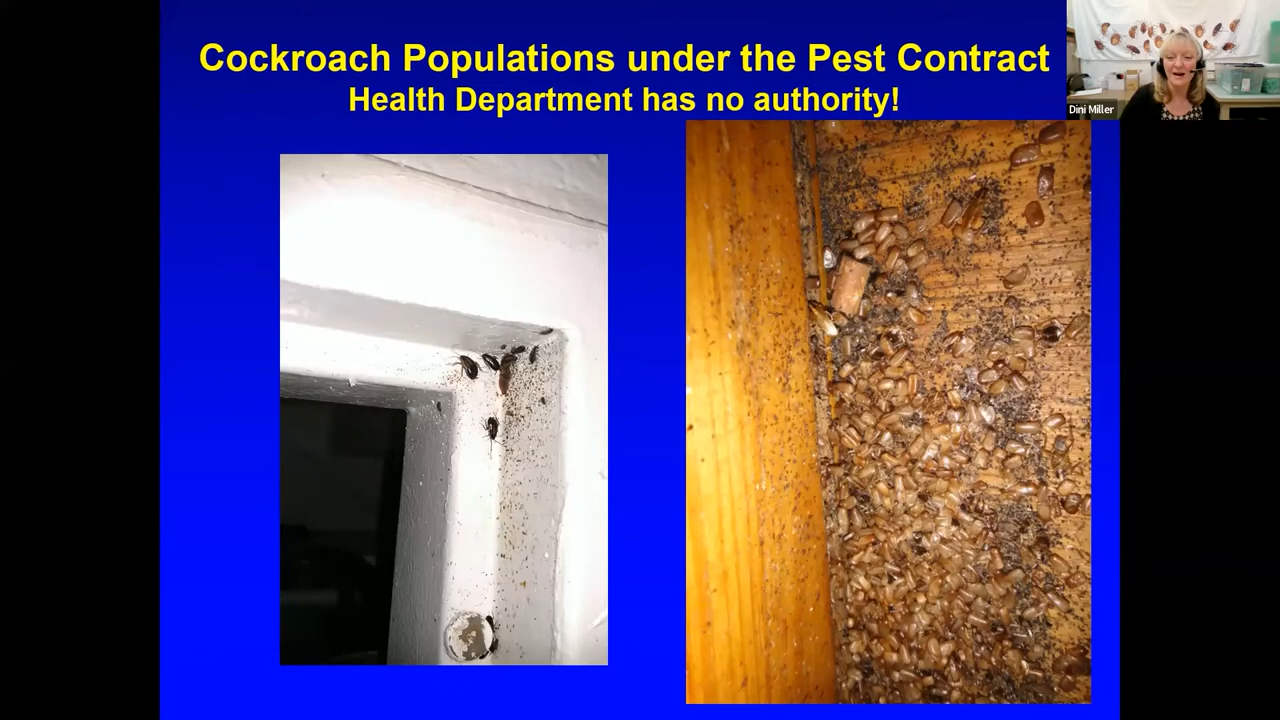 Cockroach Populations under the Pest Contract
Health Department has no authority!
Dini Miller